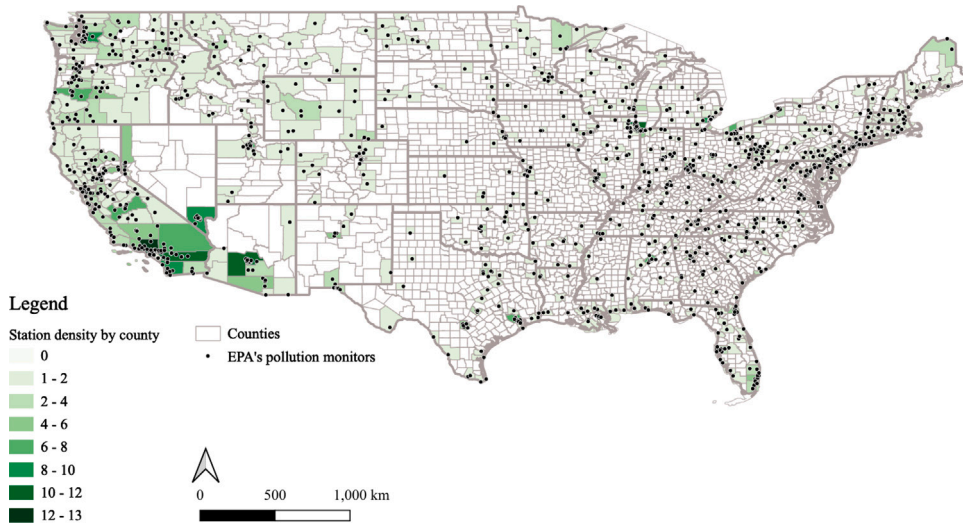 Legend
Station density by county
0
1 - 2
2 - 4
4 - 6
6 - 8
8 - 10
10 - 12
12 - 13
Counties
EPA's pollution monitors
0 500 1,000 km